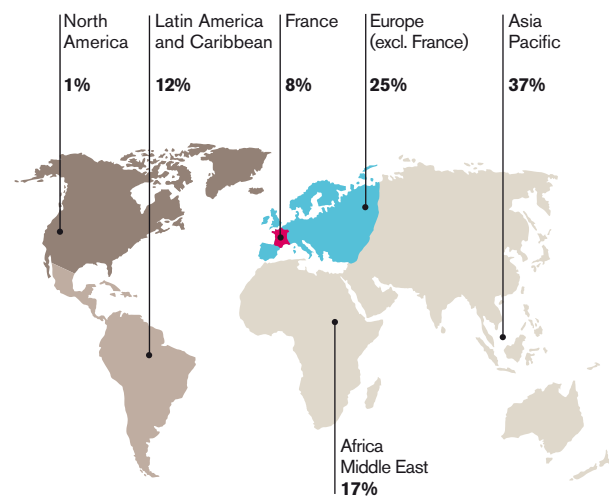 North
America
1%
Latin America
and Caribbean
12%
France
8%
Europe
(excl. France)
25%
Asia
Pacific
37%
Africa
Middle East
17%